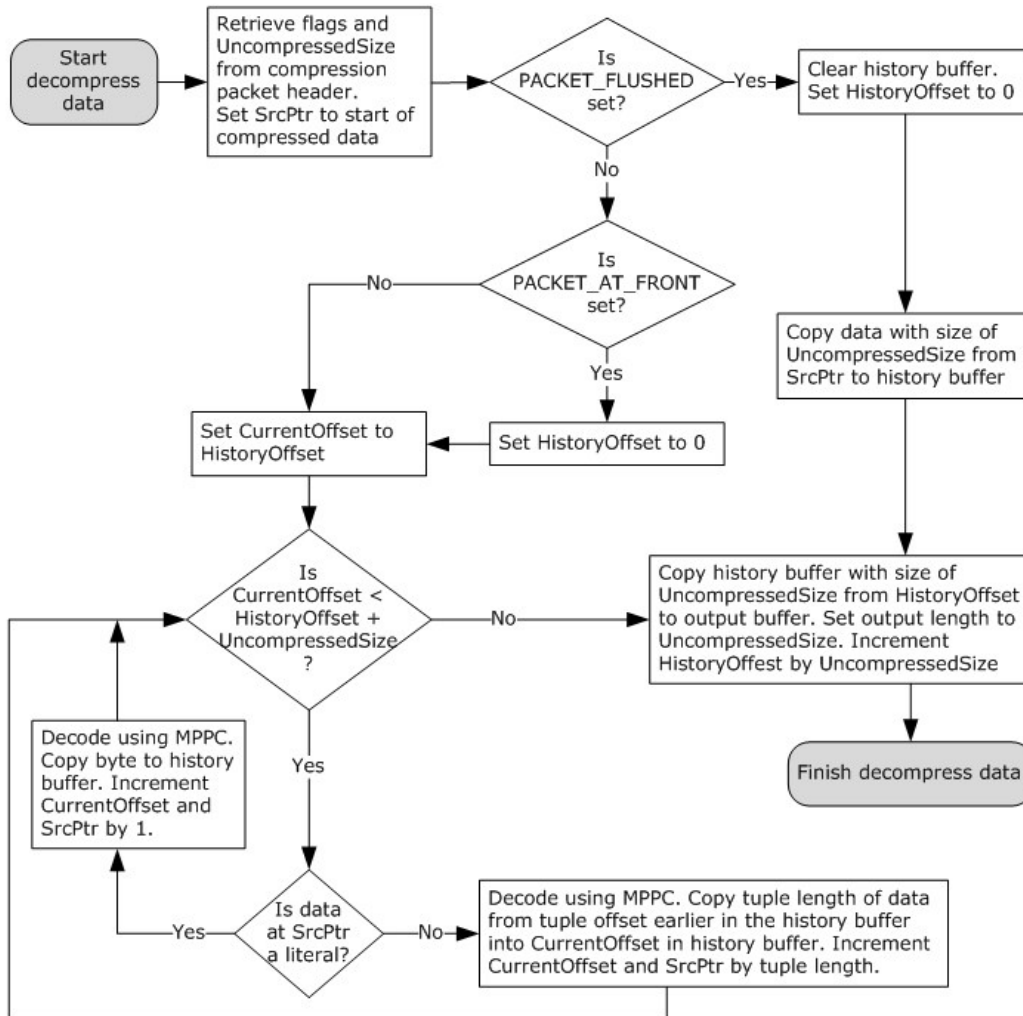 Start
decompress
data
Retrieve flags and
UncompressedSize
from compression
packet header.
Set SrcPtr to start of
compressed data
Is
PACKET_FLUSHED
set?
Yes
Clear history buffer.
Set HistoryOffset to 0
No
Is
PACKET_AT_FRONT
set?
No
Yes
Copy data with size of
UncompressedSize from
SrcPtr to history buffer
Set CurrentOffset to
HistoryOffset
Set HistoryOffset to 0
Is
CurrentOffset <
HistoryOffset +
UncompressedSize
?
No
Copy history buffer with size of
UncompressedSize from HistoryOffset
to output buffer. Set output length to
UncompressedSize. Increment
HistoryOffest by UncompressedSize
Yes
Decode using MPPC.
Copy byte to history
buffer. Increment
CurrentOffset and
SrcPtr by 1.
Finish decompress data
Is data
at SrcPtr
a literal?
Yes
No
Decode using MPPC. Copy tuple length of data
from tuple offset earlier in the history buffer
into CurrentOffset in history buffer. Increment
CurrentOffset and SrcPtr by tuple length.